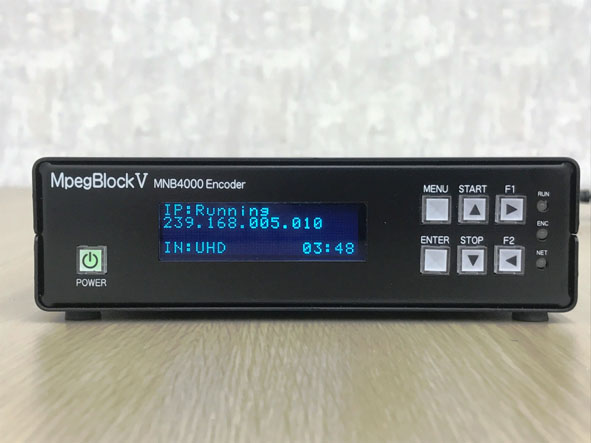 MpegBlockV MNB4000 Encoder
IP:Running
239.168.005.010
IN:UHD 03:48
POWER
MENU START F1
ENTER STOP F2
RUN
ENC
NET